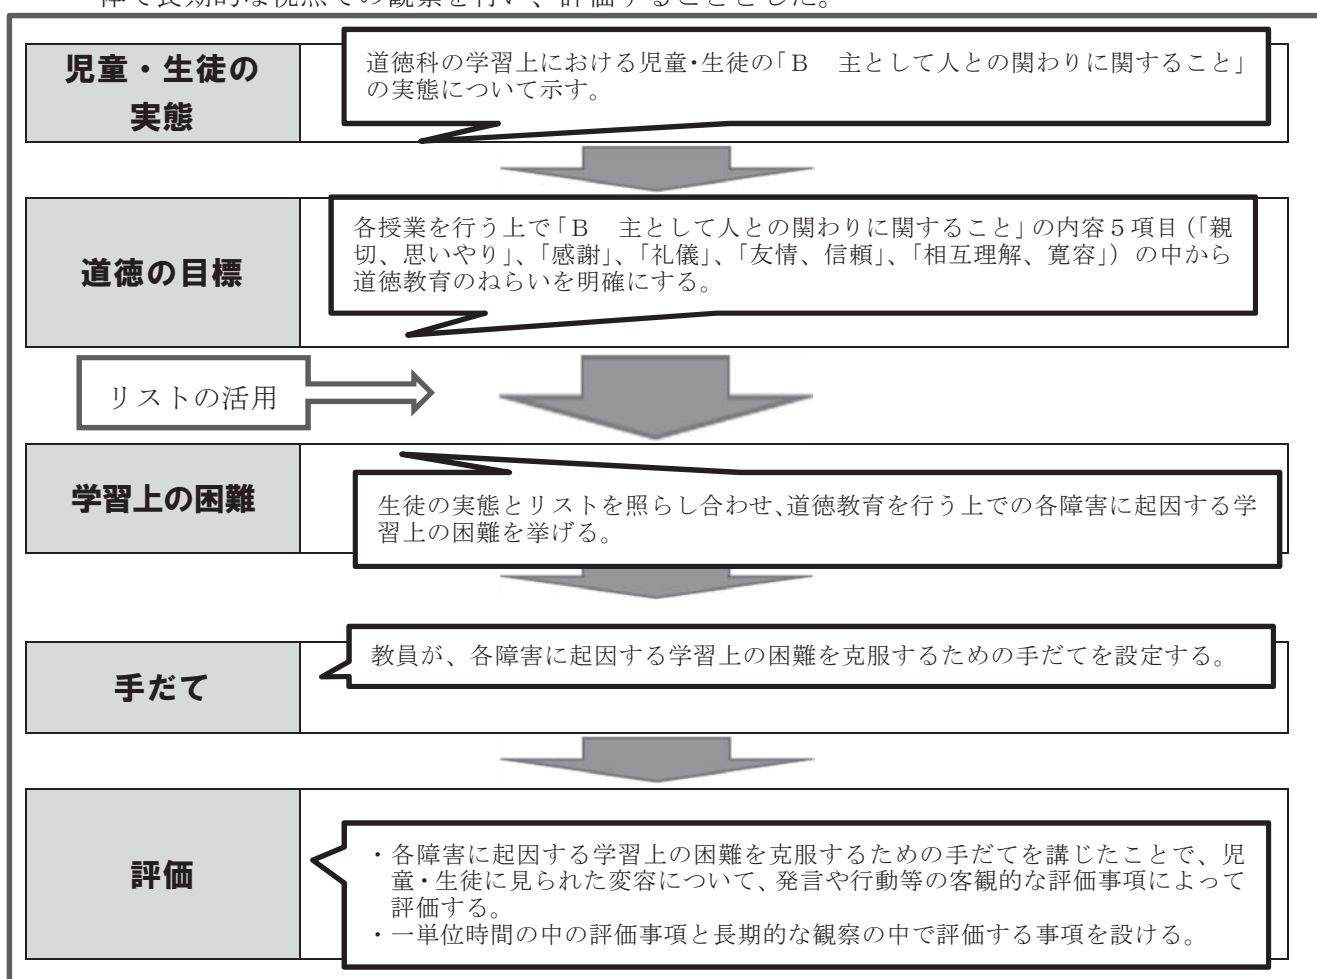 体で長期的な視点での観察を行い、評価することとした。
児童・生徒の
実態
道徳科の学習上における児童・生徒の「Ｂ　主として人との関わりに関すること」
の実態について示す。
道徳の目標
各授業を行う上で「Ｂ　主として人との関わりに関すること」の内容５項目（「親
切、思いやり」、「感謝」、「礼儀」、「友情、信頼」、「相互理解、寛容」）の中から
道徳教育のねらいを明確にする。
リストの活用
学習上の困難
生徒の実態とリストを照らし合わせ、道徳教育を行う上での各障害に起因する学
習上の困難を挙げる。
手だて
教員が、各障害に起因する学習上の困難を克服するための手だてを設定する。
評価
・各障害に起因する学習上の困難を克服するための手だてを講じたことで、児
童・生徒に見られた変容について、発言や行動等の客観的な評価事項によって
評価する。
・一単位時間の中の評価事項と長期的な観察の中で評価する事項を設ける。